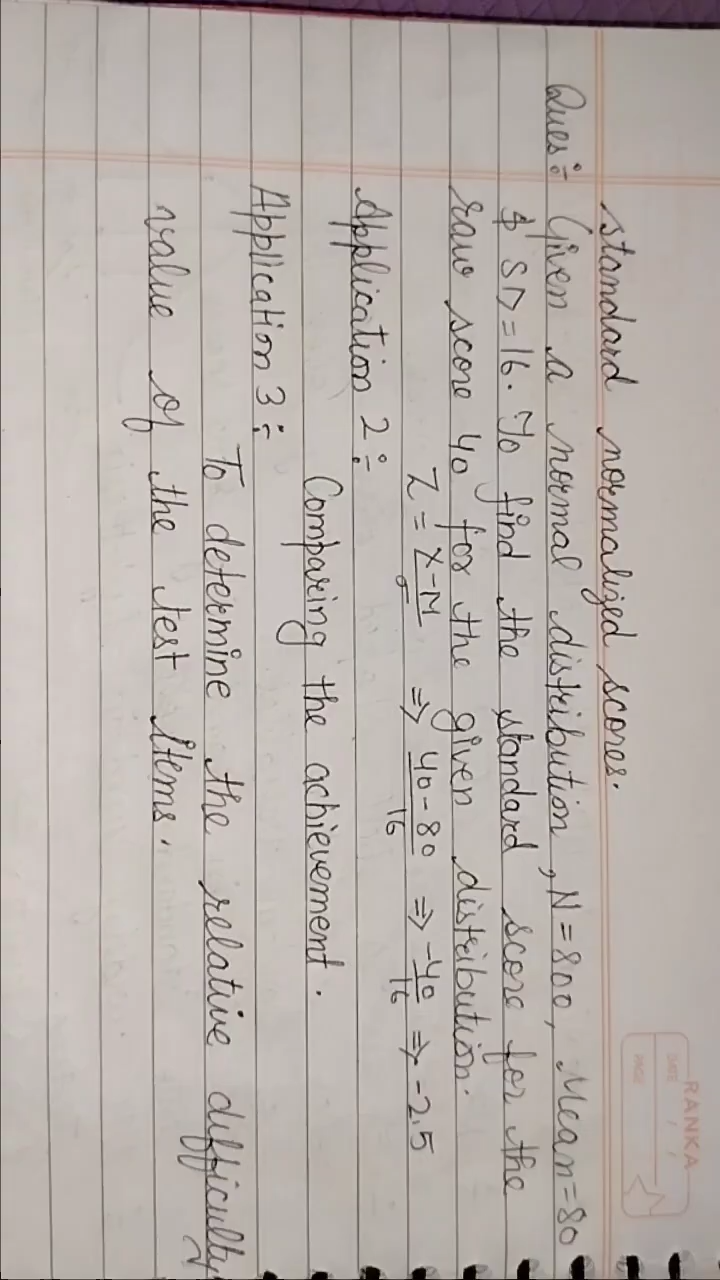 RANKA
DATE / /
PAGE
standard normalized scores.
Ques:- Given a normal distribution, N=800, Mean=80
$ SD=16. To find the standard score for the
raw score 40 for the given distribution.
Z = X-M/σ ⇒ 40-80/16 ⇒ -40/16 ⇒ -2.5
Application 2:-
Comparing the achievement.
Application 3:-
To determine the relative difficulty
value of the test items.